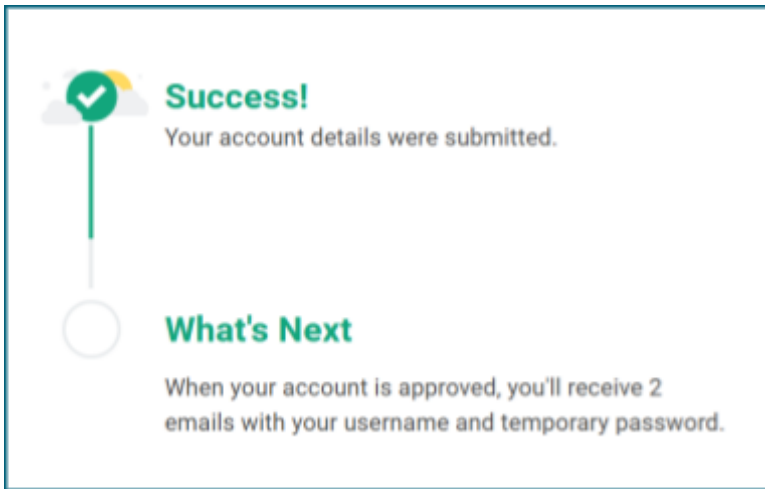 Success!
Your account details were submitted.
What's Next
When your account is approved, you'll receive 2
emails with your username and temporary password.